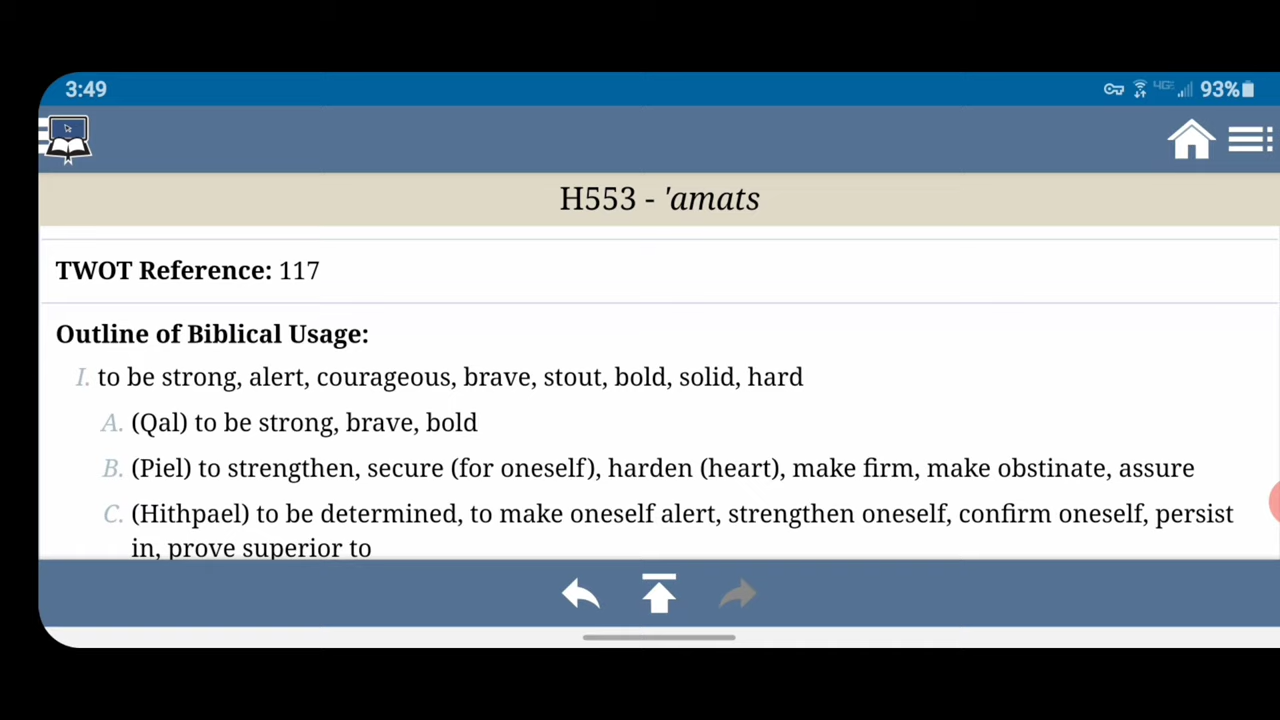 3:49
93%
H553 - 'amats
TWOT Reference: 117
Outline of Biblical Usage:
I. to be strong, alert, courageous, brave, stout, bold, solid, hard
A. (Qal) to be strong, brave, bold
B. (Piel) to strengthen, secure (for oneself), harden (heart), make firm, make obstinate, assure
C. (Hithpael) to be determined, to make oneself alert, strengthen oneself, confirm oneself, persist
in, prove superior to